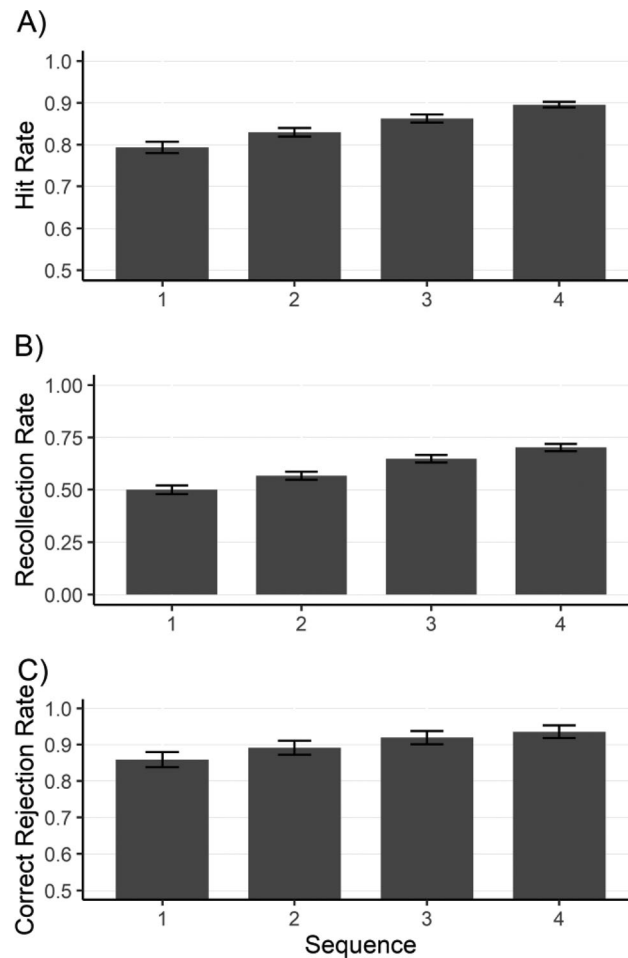 A)
Hit Rate
1.0
0.9
0.8
0.7
0.6
0.5
1 2 3 4
B)
Recollection Rate
1.00
0.75
0.50
0.25
0.00
1 2 3 4
C)
Correct Rejection Rate
1.0
0.9
0.8
0.7
0.6
0.5
1 2 3 4
Sequence